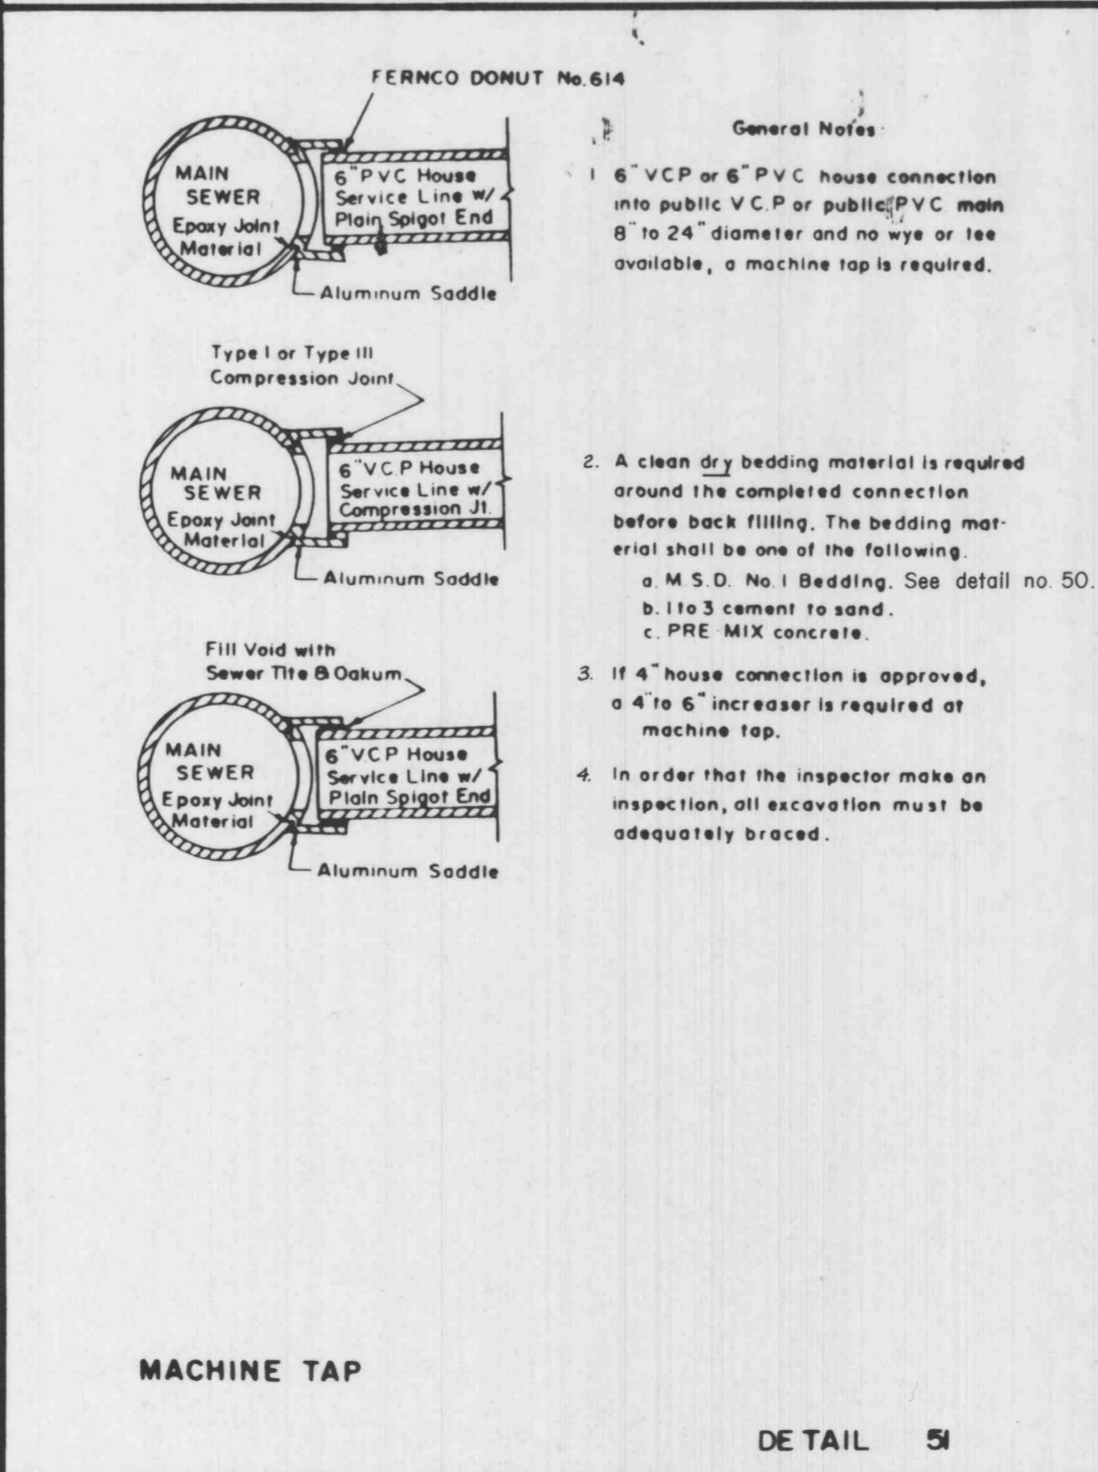 FERNCO DONUT No. 614
MAIN
SEWER
Epoxy Joint
Material
6" PVC House
Service Line w/
Plain Spigot End
Aluminum Saddle
Type I or Type III
Compression Joint
MAIN
SEWER
Epoxy Joint
Material
6" V.C.P House
Service Line w/
Compression Jt.
Aluminum Saddle
Fill Void with
Sewer Tite & Oakum
MAIN
SEWER
Epoxy Joint
Material
6" V.C.P House
Service Line w/
Plain Spigot End
Aluminum Saddle
General Notes
1 6" VCP or 6" PVC house connection
into public V.C.P or public PVC main
8" to 24" diameter and no wye or tee
available, a machine tap is required.
2. A clean dry bedding material is required
around the completed connection
before back filling. The bedding mat-
erial shall be one of the following.
a. M.S.D. No. 1 Bedding. See detail no. 50.
b. 1 to 3 cement to sand.
c. PRE MIX concrete.
3. If 4" house connection is approved,
a 4" to 6" increaser is required at
machine tap.
4. In order that the inspector make an
inspection, all excavation must be
adequately braced.
MACHINE TAP
DETAIL 51